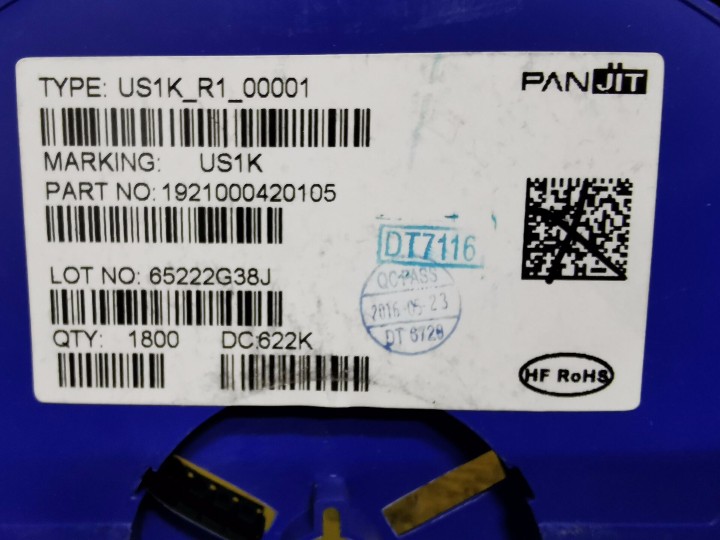 TYPE: US1K_R1_00001
PANJIT
MARKING: US1K
PART NO:1921000420105
DT7116
LOT NO: 65222G38J
QC PASS
2016-05-23
DT 6729
QTY: 1800 DC:622K
HF RoHS